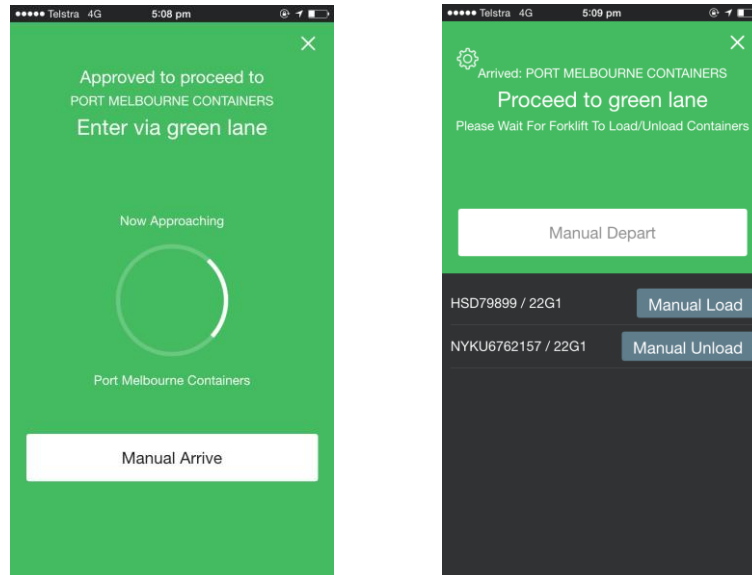 Telstra 4G 5:08 pm
Approved to proceed to
PORT MELBOURNE CONTAINERS
Enter via green lane
Now Approaching
Port Melbourne Containers
Manual Arrive
Telstra 4G 5:09 pm
Arrived: PORT MELBOURNE CONTAINERS
Proceed to green lane
Please Wait For Forklift To Load/Unload Containers
Manual Depart
HSD79899 / 22G1 Manual Load
NYKU6762157 / 22G1 Manual Unload